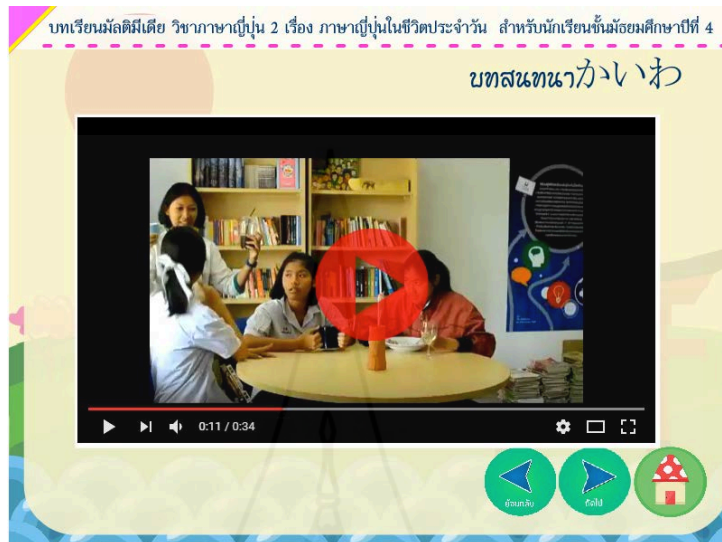 บทเรียนมัลติมีเดีย วิชาภาษาญี่ปุ่น 2 เรื่อง ภาษาญี่ปุ่นในชีวิตประจำวัน สำหรับนักเรียนชั้นมัธยมศึกษาปีที่ 4
บทสนทนาかいわ
0:11 / 0:34
ย้อนกลับ
ถัดไป